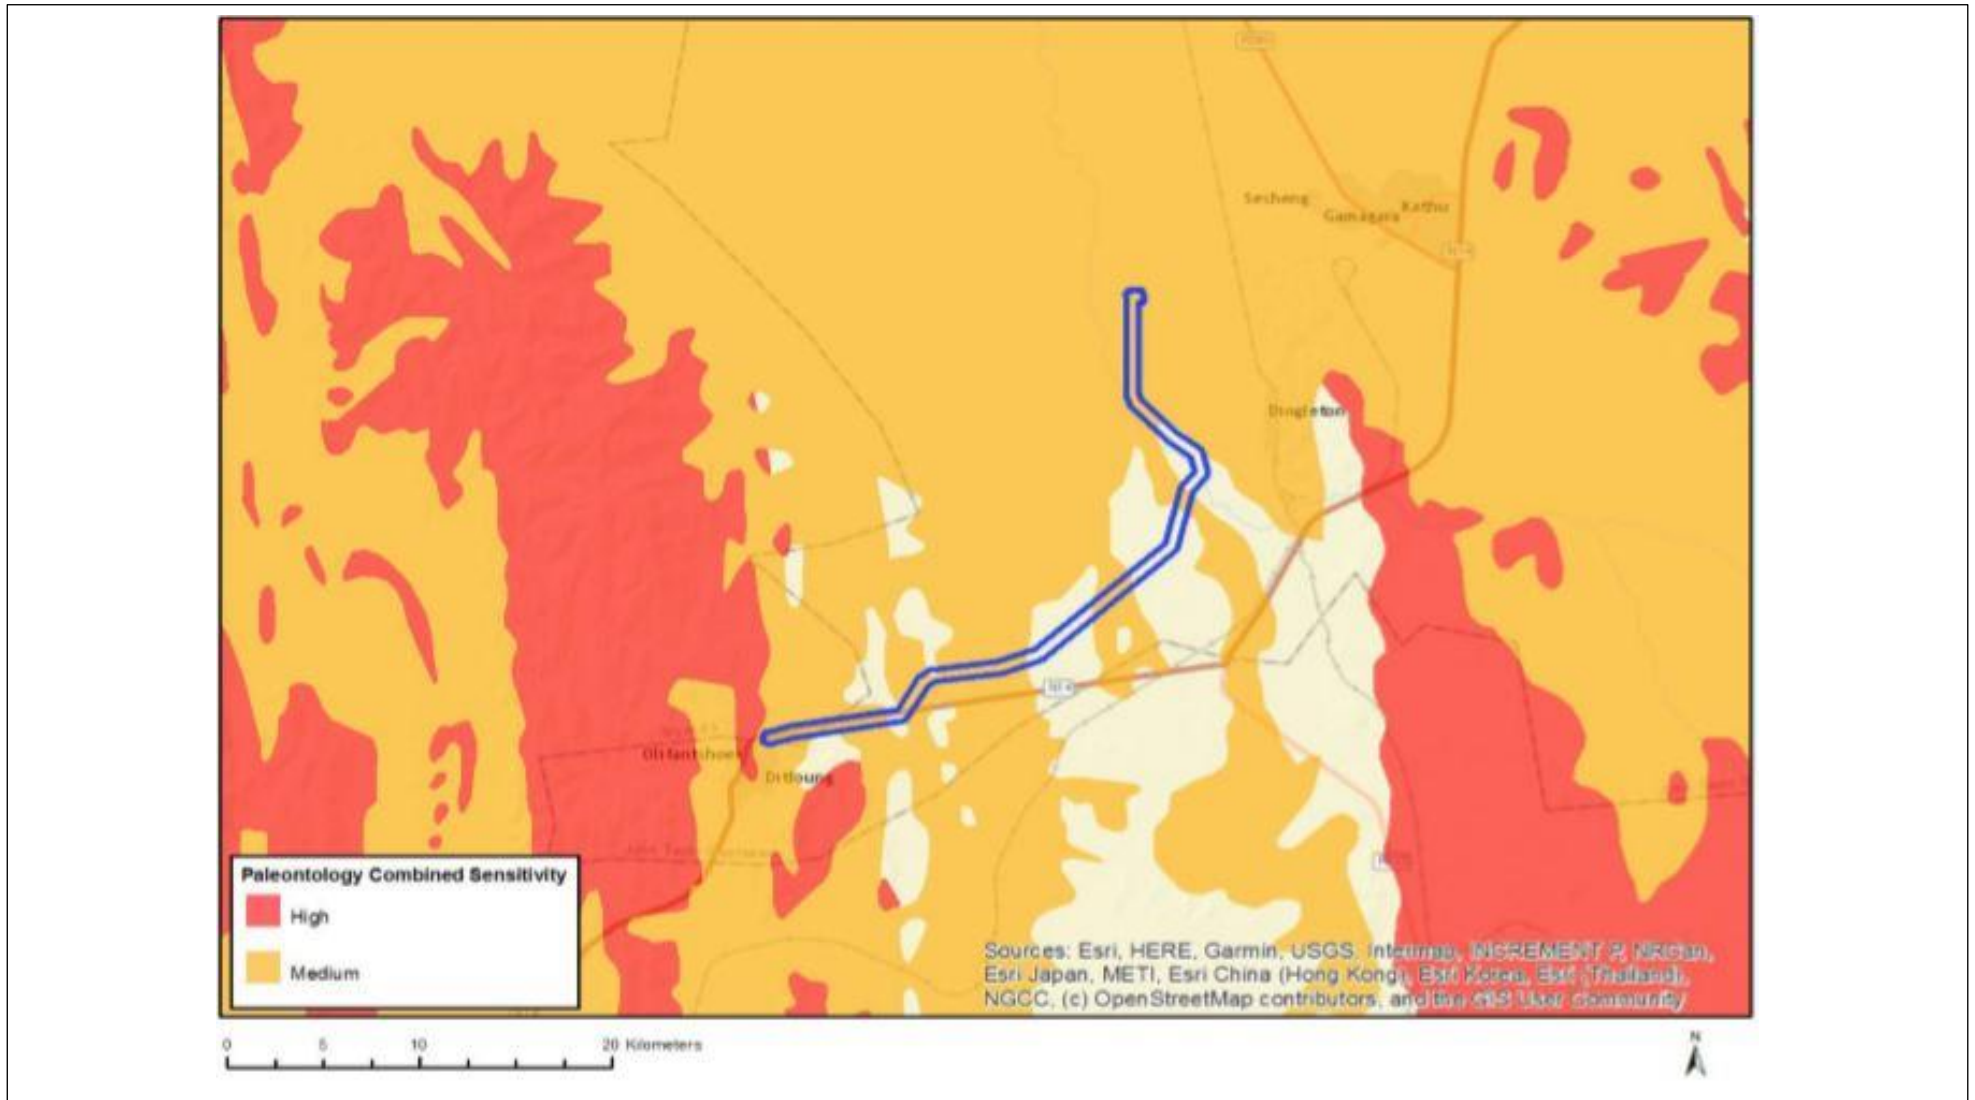 Sesheng
Kathu
Gamagara
N14
Dingleton
N14
Olifantshoek
Ditloung
Paleontology Combined Sensitivity
High
Medium
Sources: Esri, HERE, Garmin, USGS, Intermap, INCREMENT P, NRCan,
Esri Japan, METI, Esri China (Hong Kong), Esri Korea, Esri (Thailand),
NGCC, (c) OpenStreetMap contributors, and the GIS User Community
0 5 10 20 Kilometers
N